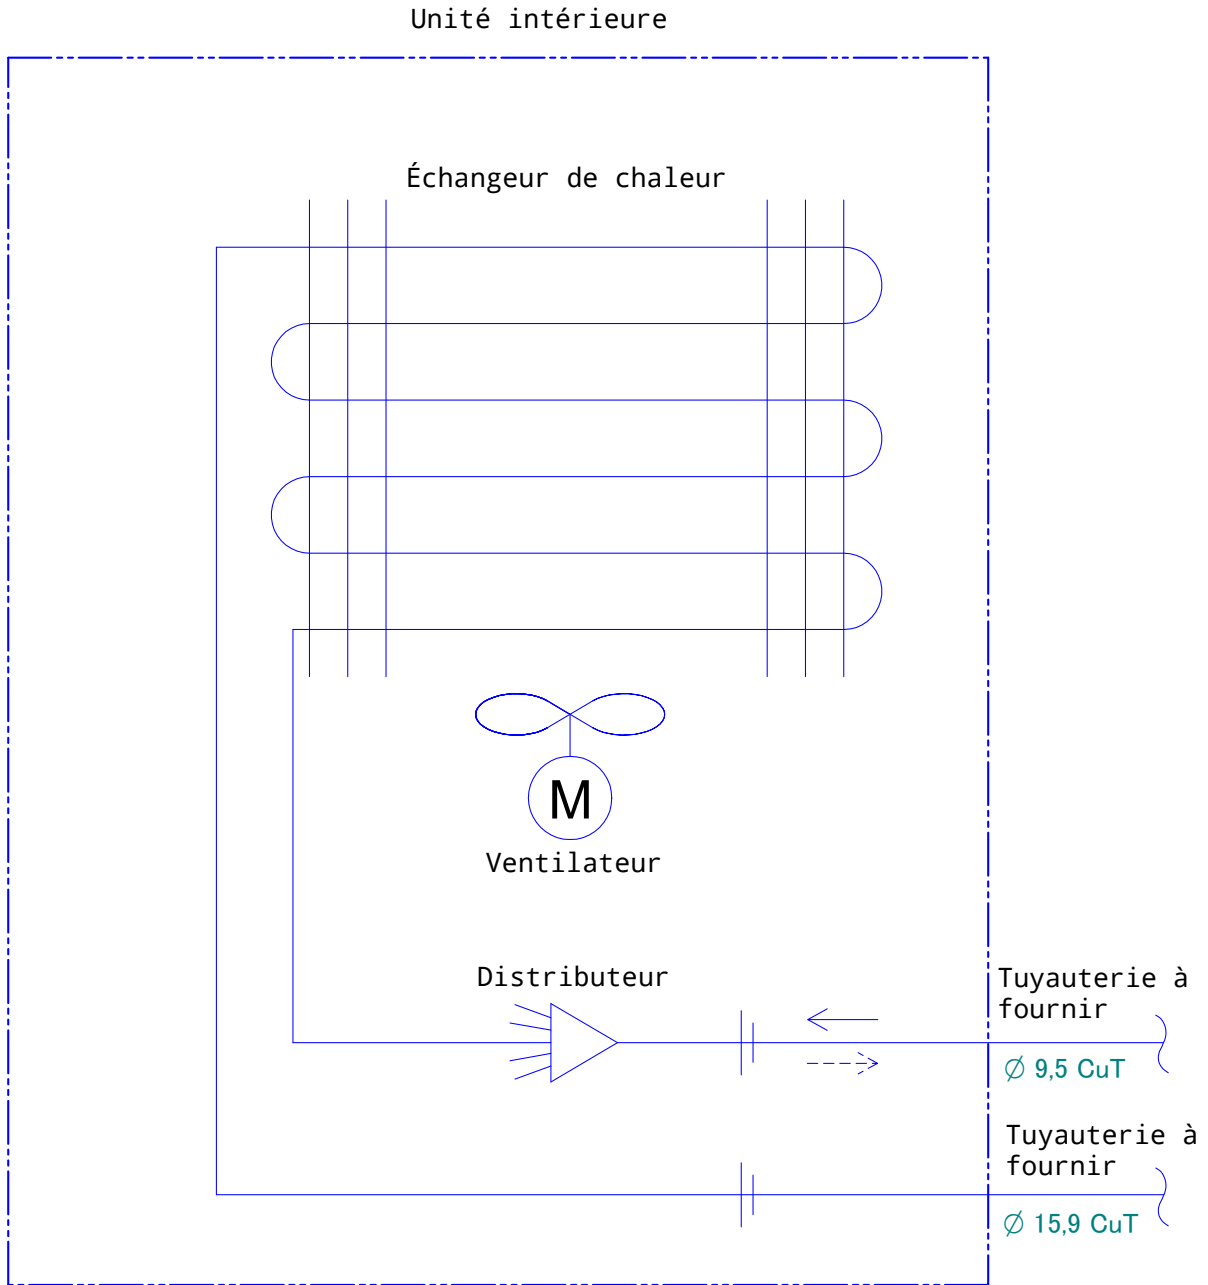 Unité intérieure
Échangeur de chaleur
M
Ventilateur
Distributeur
Tuyauterie à
fournir
∅ 9,5 CuT
Tuyauterie à
fournir
∅ 15,9 CuT